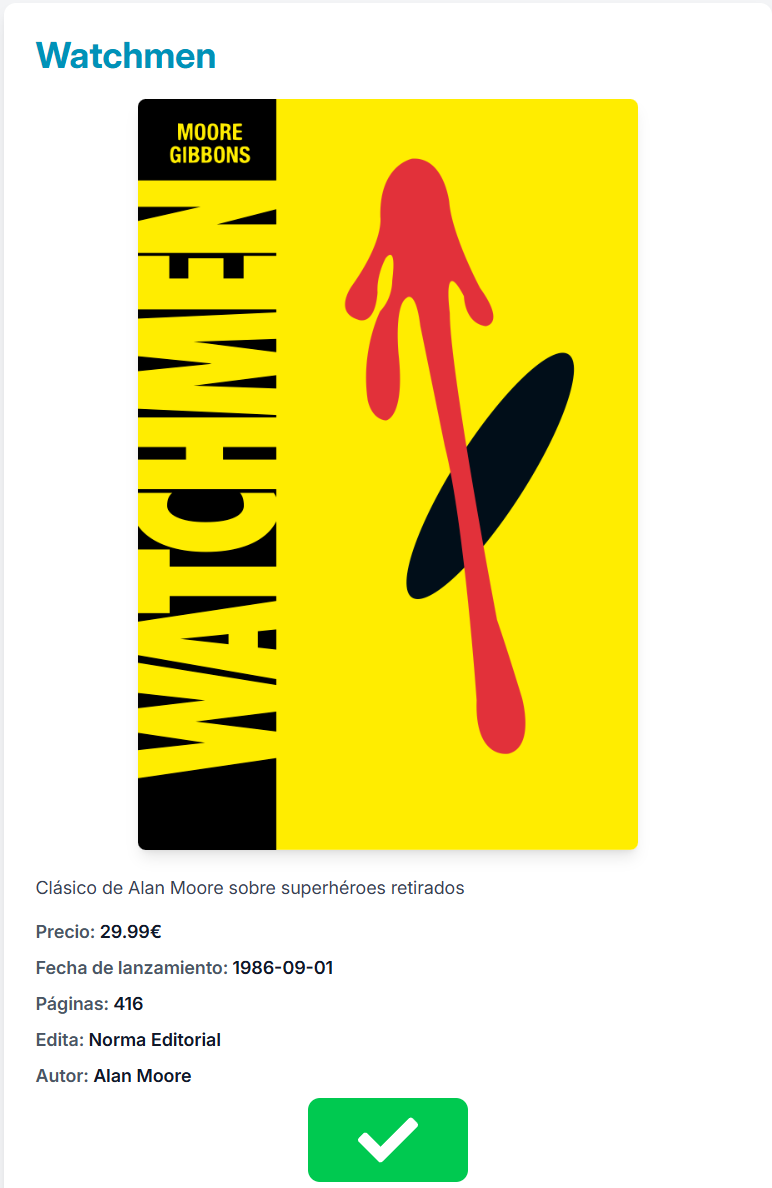 Watchmen
MOORE
GIBBONS
WATCHMEN
Clásico de Alan Moore sobre superhéroes retirados
Precio: 29.99€
Fecha de lanzamiento: 1986-09-01
Páginas: 416
Edita: Norma Editorial
Autor: Alan Moore